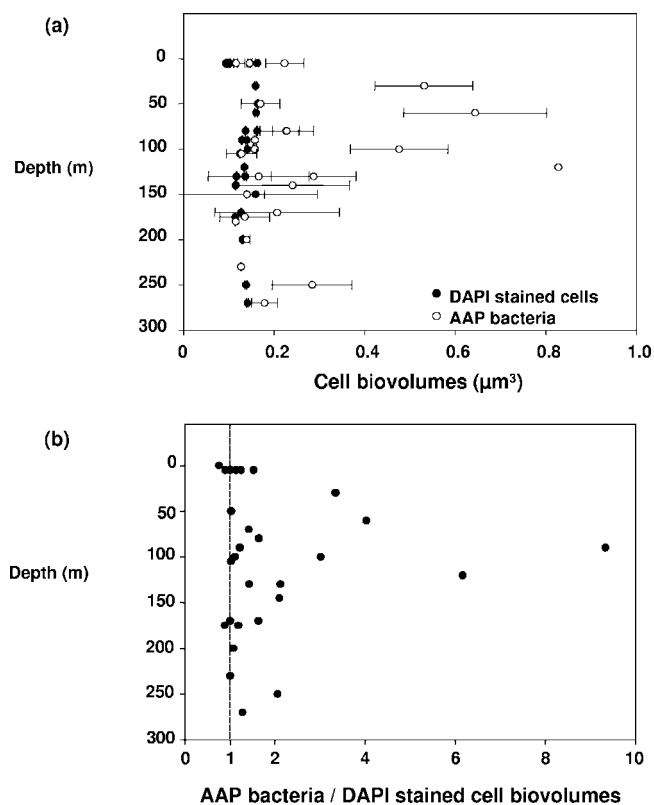 (a)
0
50
100
Depth (m)
150
200
250
300
DAPI stained cells
AAP bacteria
0 0.2 0.4 0.6 0.8 1.0
Cell biovolumes (µm³)
(b)
0
50
100
Depth (m)
150
200
250
300
0 1 2 4 6 8 10
AAP bacteria / DAPI stained cell biovolumes